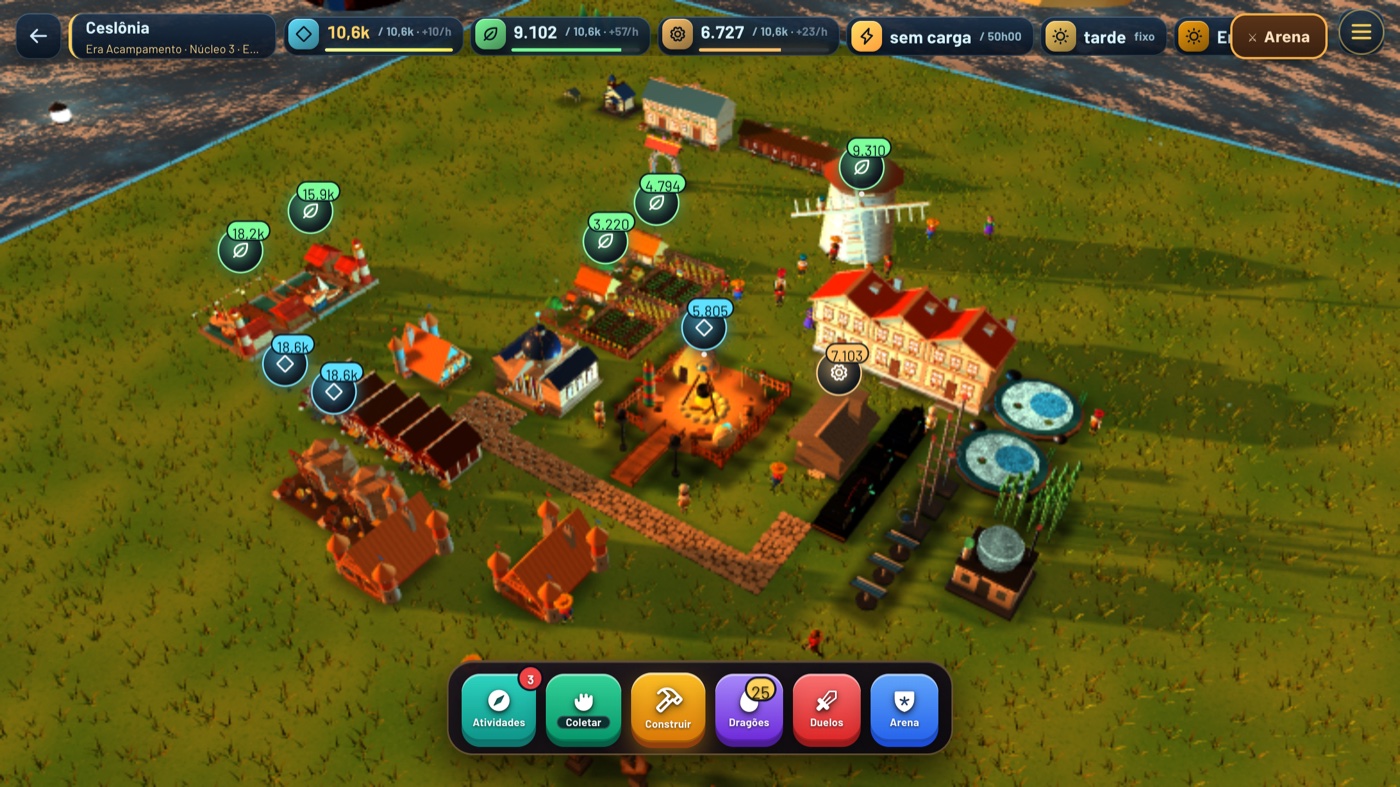 Ceslônia
Era Acampamento · Núcleo 3 · E...
10,6k / 10,6k · +10/h
9.102 / 10,6k · +57/h
6.727 / 10,6k · +23/h
sem carga / 50h00
tarde fixo
Arena
9.310
15,9k
4.794
18,2k
3.220
5.805
18,6k
18,6k
7.103
3
25
Atividades
Coletar
Construir
Dragões
Duelos
Arena